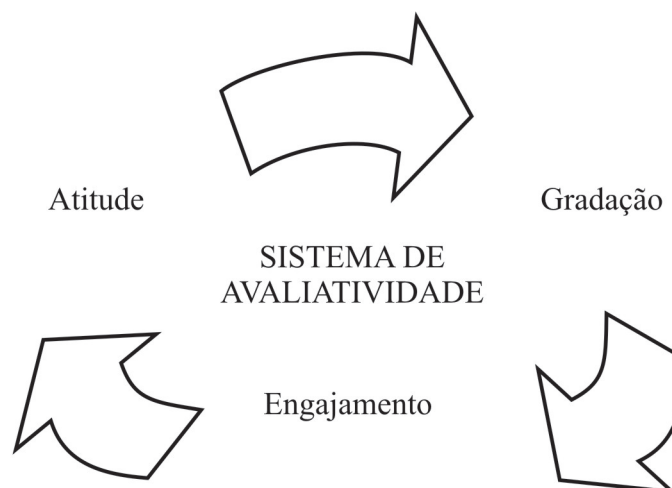 Atitude
Gradação
SISTEMA DE
AVALIATIVIDADE
Engajamento